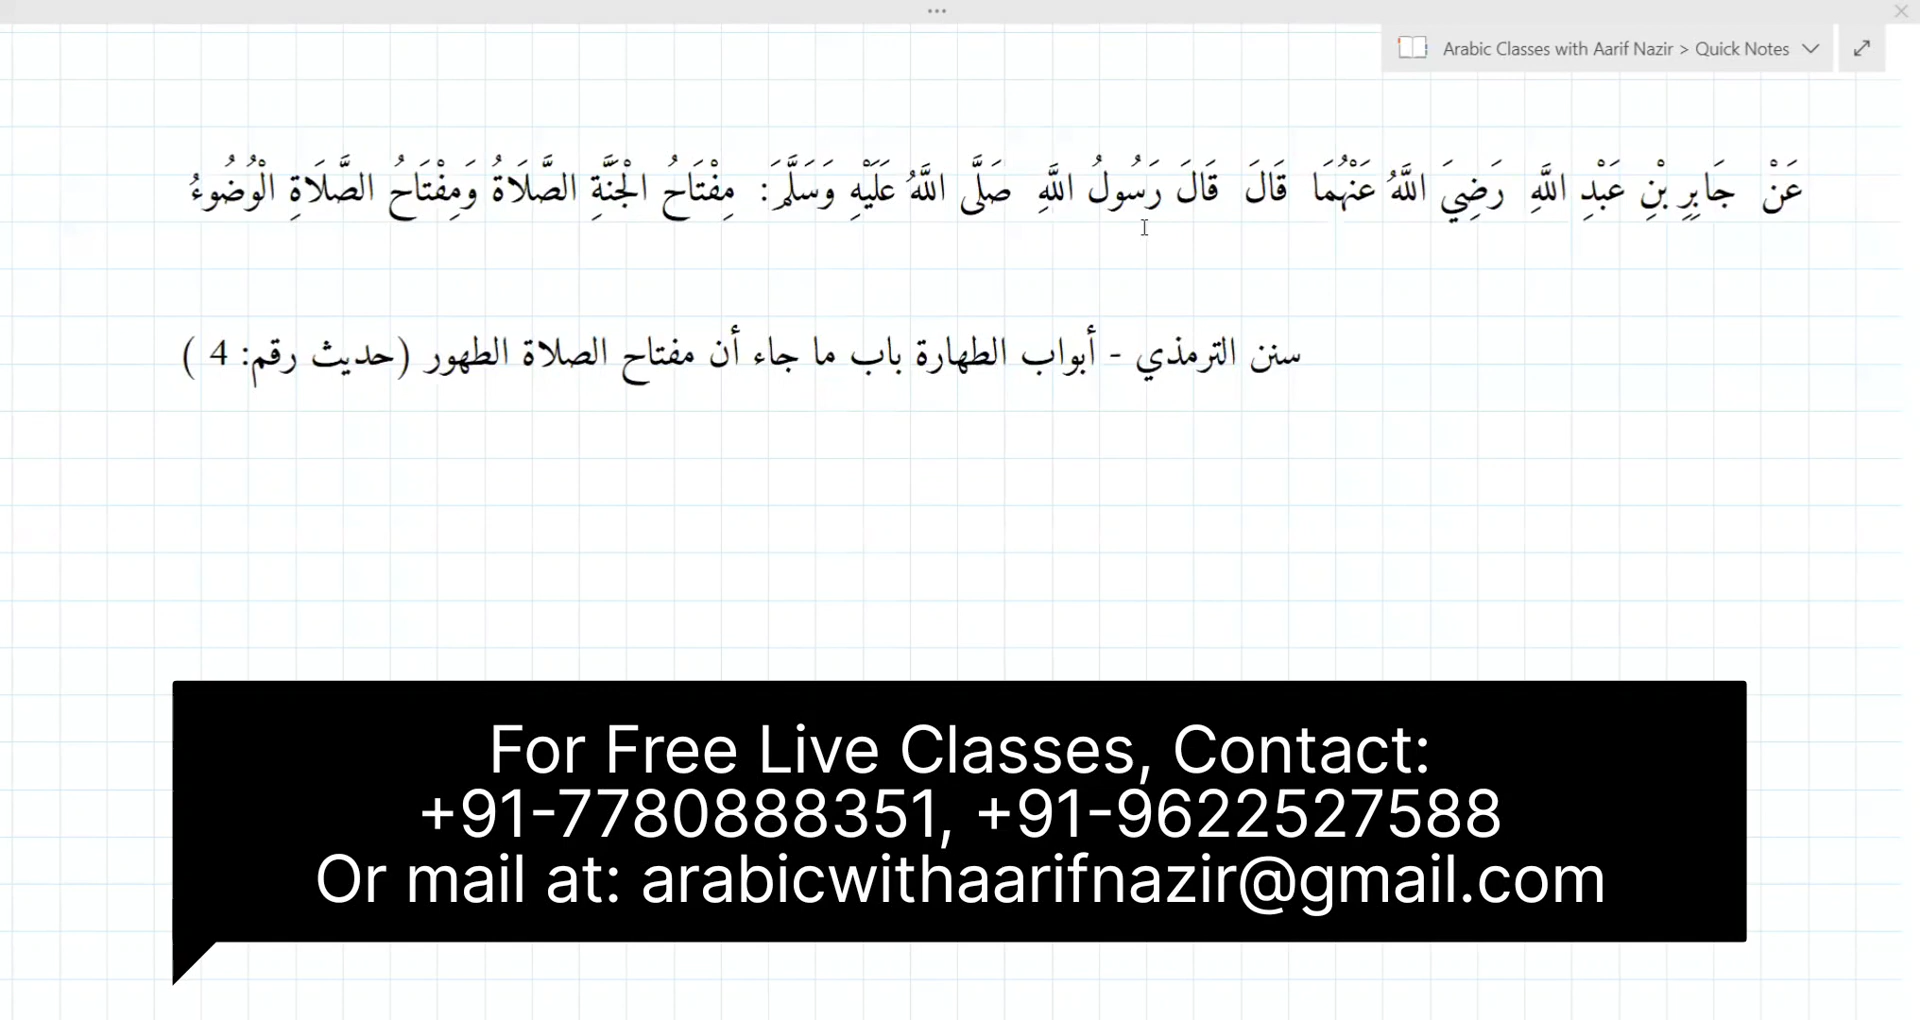 Arabic Classes with Aarif Nazir > Quick Notes
عَنْ جَابِرِ بْنِ عَبْدِ اللَّهِ رَضِيَ اللَّهُ عَنْهُمَا قَالَ قَالَ رَسُولُ اللَّهِ صَلَّى اللَّهُ عَلَيْهِ وَسَلَّمَ: مِفْتَاحُ الْجَنَّةِ الصَّلَاةُ وَمِفْتَاحُ الصَّلَاةِ الْوُضُوءُ
سنن الترمذي - أبواب الطهارة باب ما جاء أن مفتاح الصلاة الطهور (حديث رقم: 4 )
For Free Live Classes, Contact:
+91-7780888351, +91-9622527588
Or mail at: arabicwithaarifnazir@gmail.com